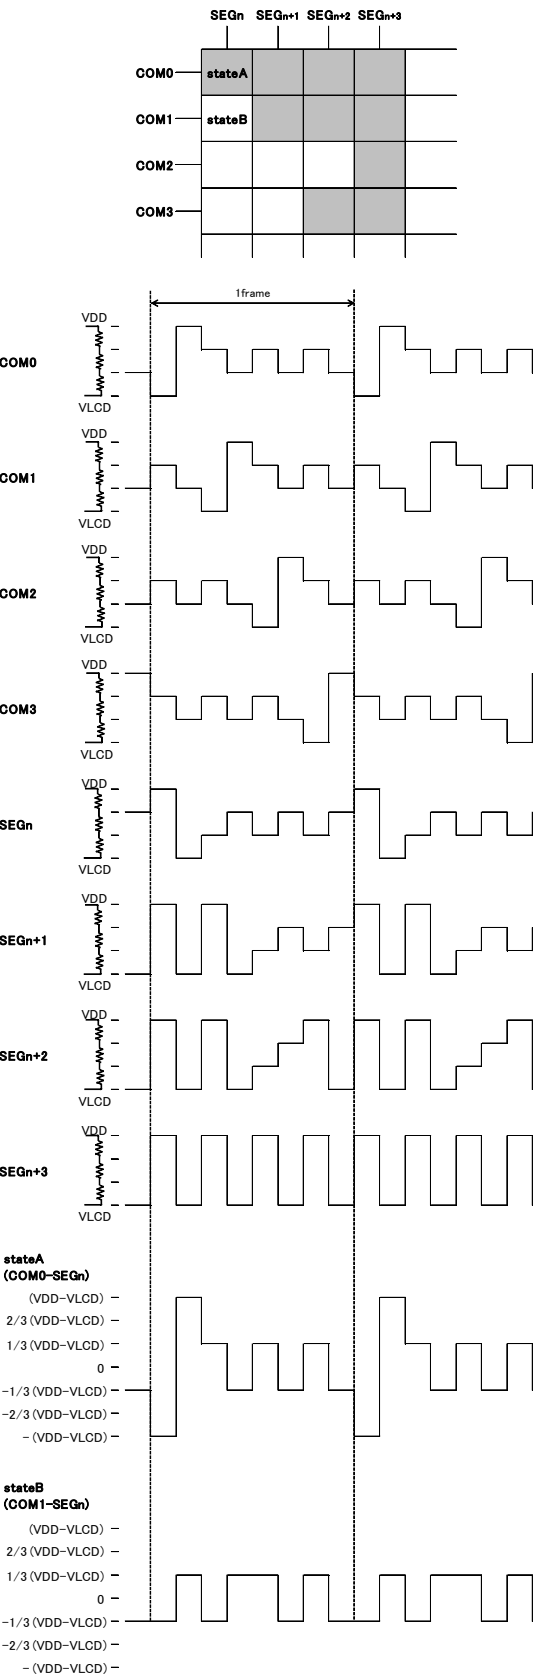 SEGn SEGn+1 SEGn+2 SEGn+3
COM0 stateA
COM1 stateB
COM2
COM3
1frame
VDD
COM0
VLCD
VDD
COM1
VLCD
VDD
COM2
VLCD
VDD
COM3
VLCD
VDD
SEGn
VLCD
VDD
SEGn+1
VLCD
VDD
SEGn+2
VLCD
VDD
SEGn+3
VLCD
stateA
(COM0-SEGn)
(VDD-VLCD)
2/3(VDD-VLCD)
1/3(VDD-VLCD)
0
-1/3(VDD-VLCD)
-2/3(VDD-VLCD)
-(VDD-VLCD)
stateB
(COM1-SEGn)
(VDD-VLCD)
2/3(VDD-VLCD)
1/3(VDD-VLCD)
0
-1/3(VDD-VLCD)
-2/3(VDD-VLCD)
-(VDD-VLCD)